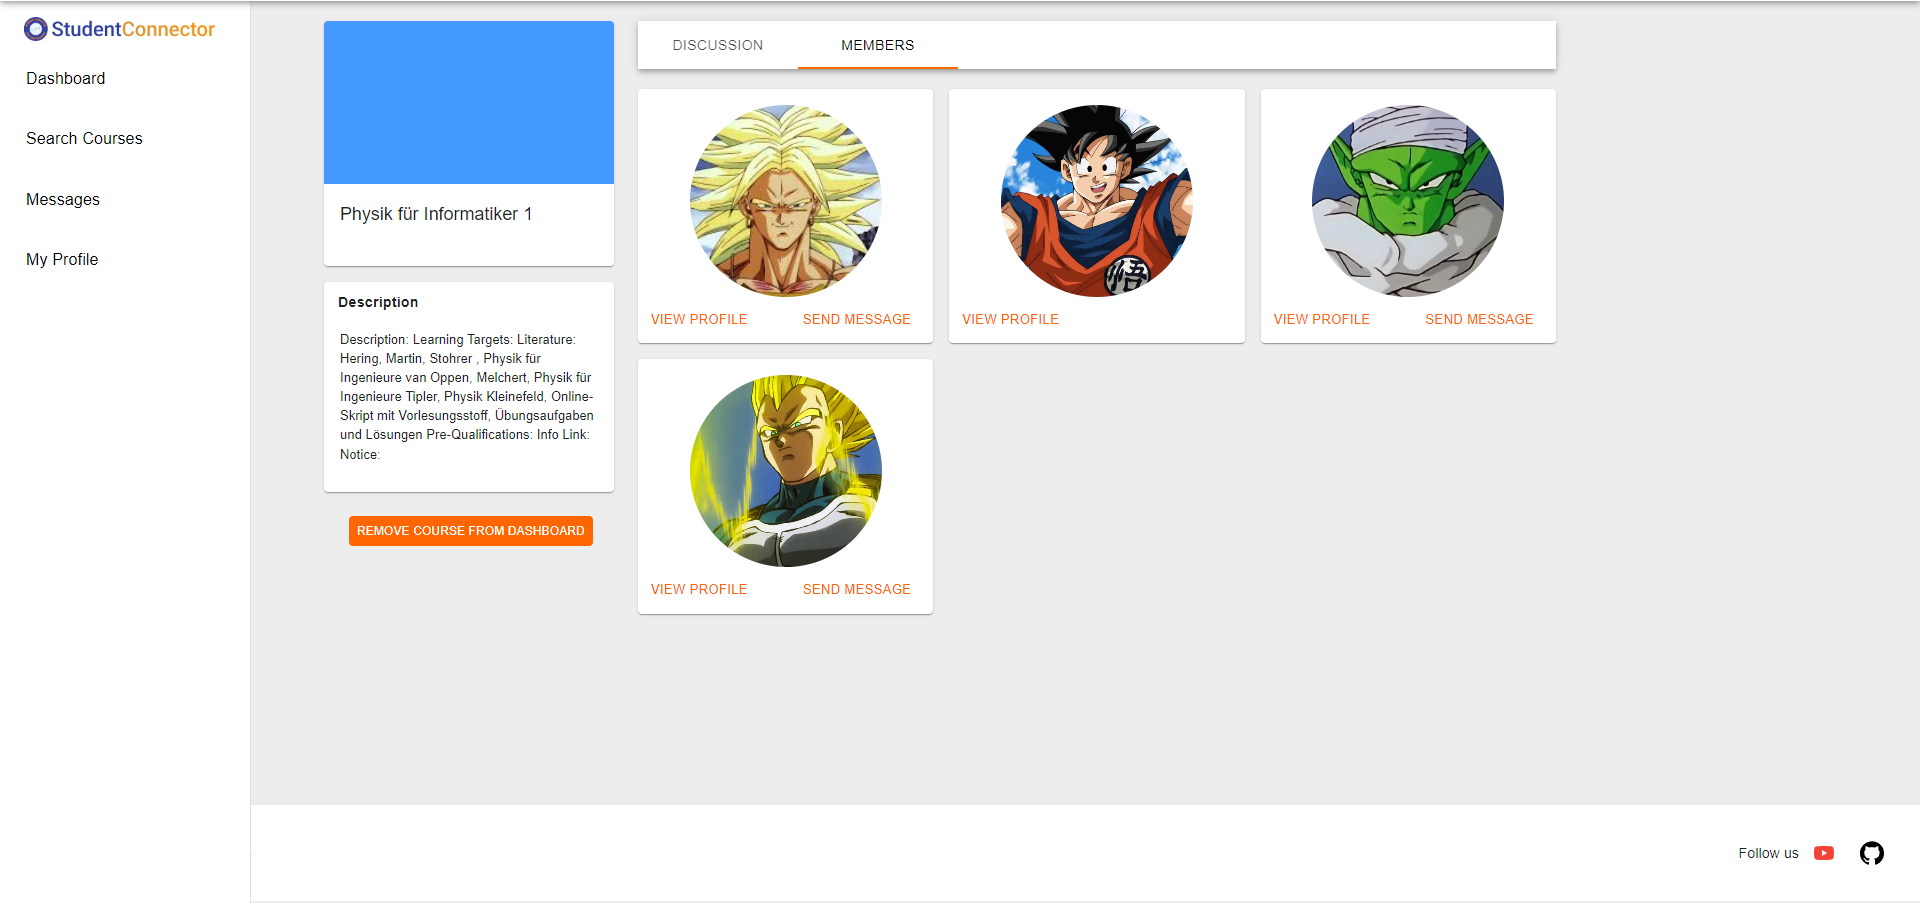 StudentConnector
Dashboard
Search Courses
Messages
My Profile
Physik für Informatiker 1
Description
Description: Learning Targets: Literature:
Hering, Martin, Stohrer , Physik für
Ingenieure van Oppen, Melchert, Physik für
Ingenieure Tipler, Physik Kleinefeld, Online-
Skript mit Vorlesungsstoff, Übungsaufgaben
und Lösungen Pre-Qualifications: Info Link:
Notice:
REMOVE COURSE FROM DASHBOARD
DISCUSSION MEMBERS
悟
VIEW PROFILE SEND MESSAGE
VIEW PROFILE
VIEW PROFILE SEND MESSAGE
VIEW PROFILE SEND MESSAGE
Follow us